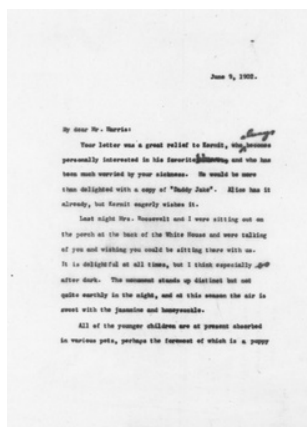 June 9, 1902.
My dear Mr. Harris:
always
Your letter was a great relief to Kermit, who becomes
personally interested in his favorite and who has
been much worried by your sickness. He would be more
than delighted with a copy of "Daddy Jake". Alice has it
already, but Kermit eagerly wishes it.
Last night Mrs. Roosevelt and I were sitting out on
the porch at the back of the White House and were talking
of you and wishing you could be sitting there with us.
It is delightful at all times, but I think especially so
after dark. The monument stands up distinct but not
quite earthly in the night, and at this season the air is
sweet with the jasmine and honeysuckle.
All of the younger children are at present absorbed
in various pets, perhaps the foremost of which is a puppy